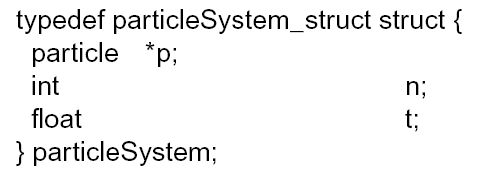 typedef particleSystem_struct struct {
particle *p;
int n;
float t;
} particleSystem;